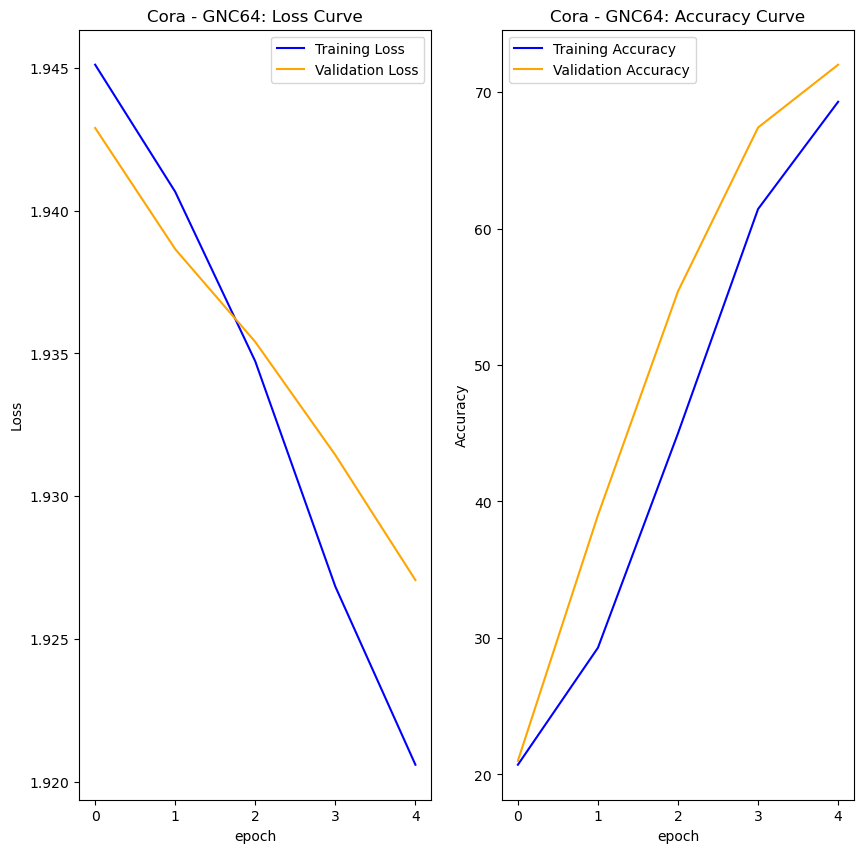 Cora - GNC64: Loss Curve
Training Loss
Validation Loss
1.945
1.940
1.935
1.930
1.925
1.920
Loss
0 1 2 3 4
epoch
Cora - GNC64: Accuracy Curve
Training Accuracy
Validation Accuracy
70
60
50
40
30
20
Accuracy
0 1 2 3 4
epoch